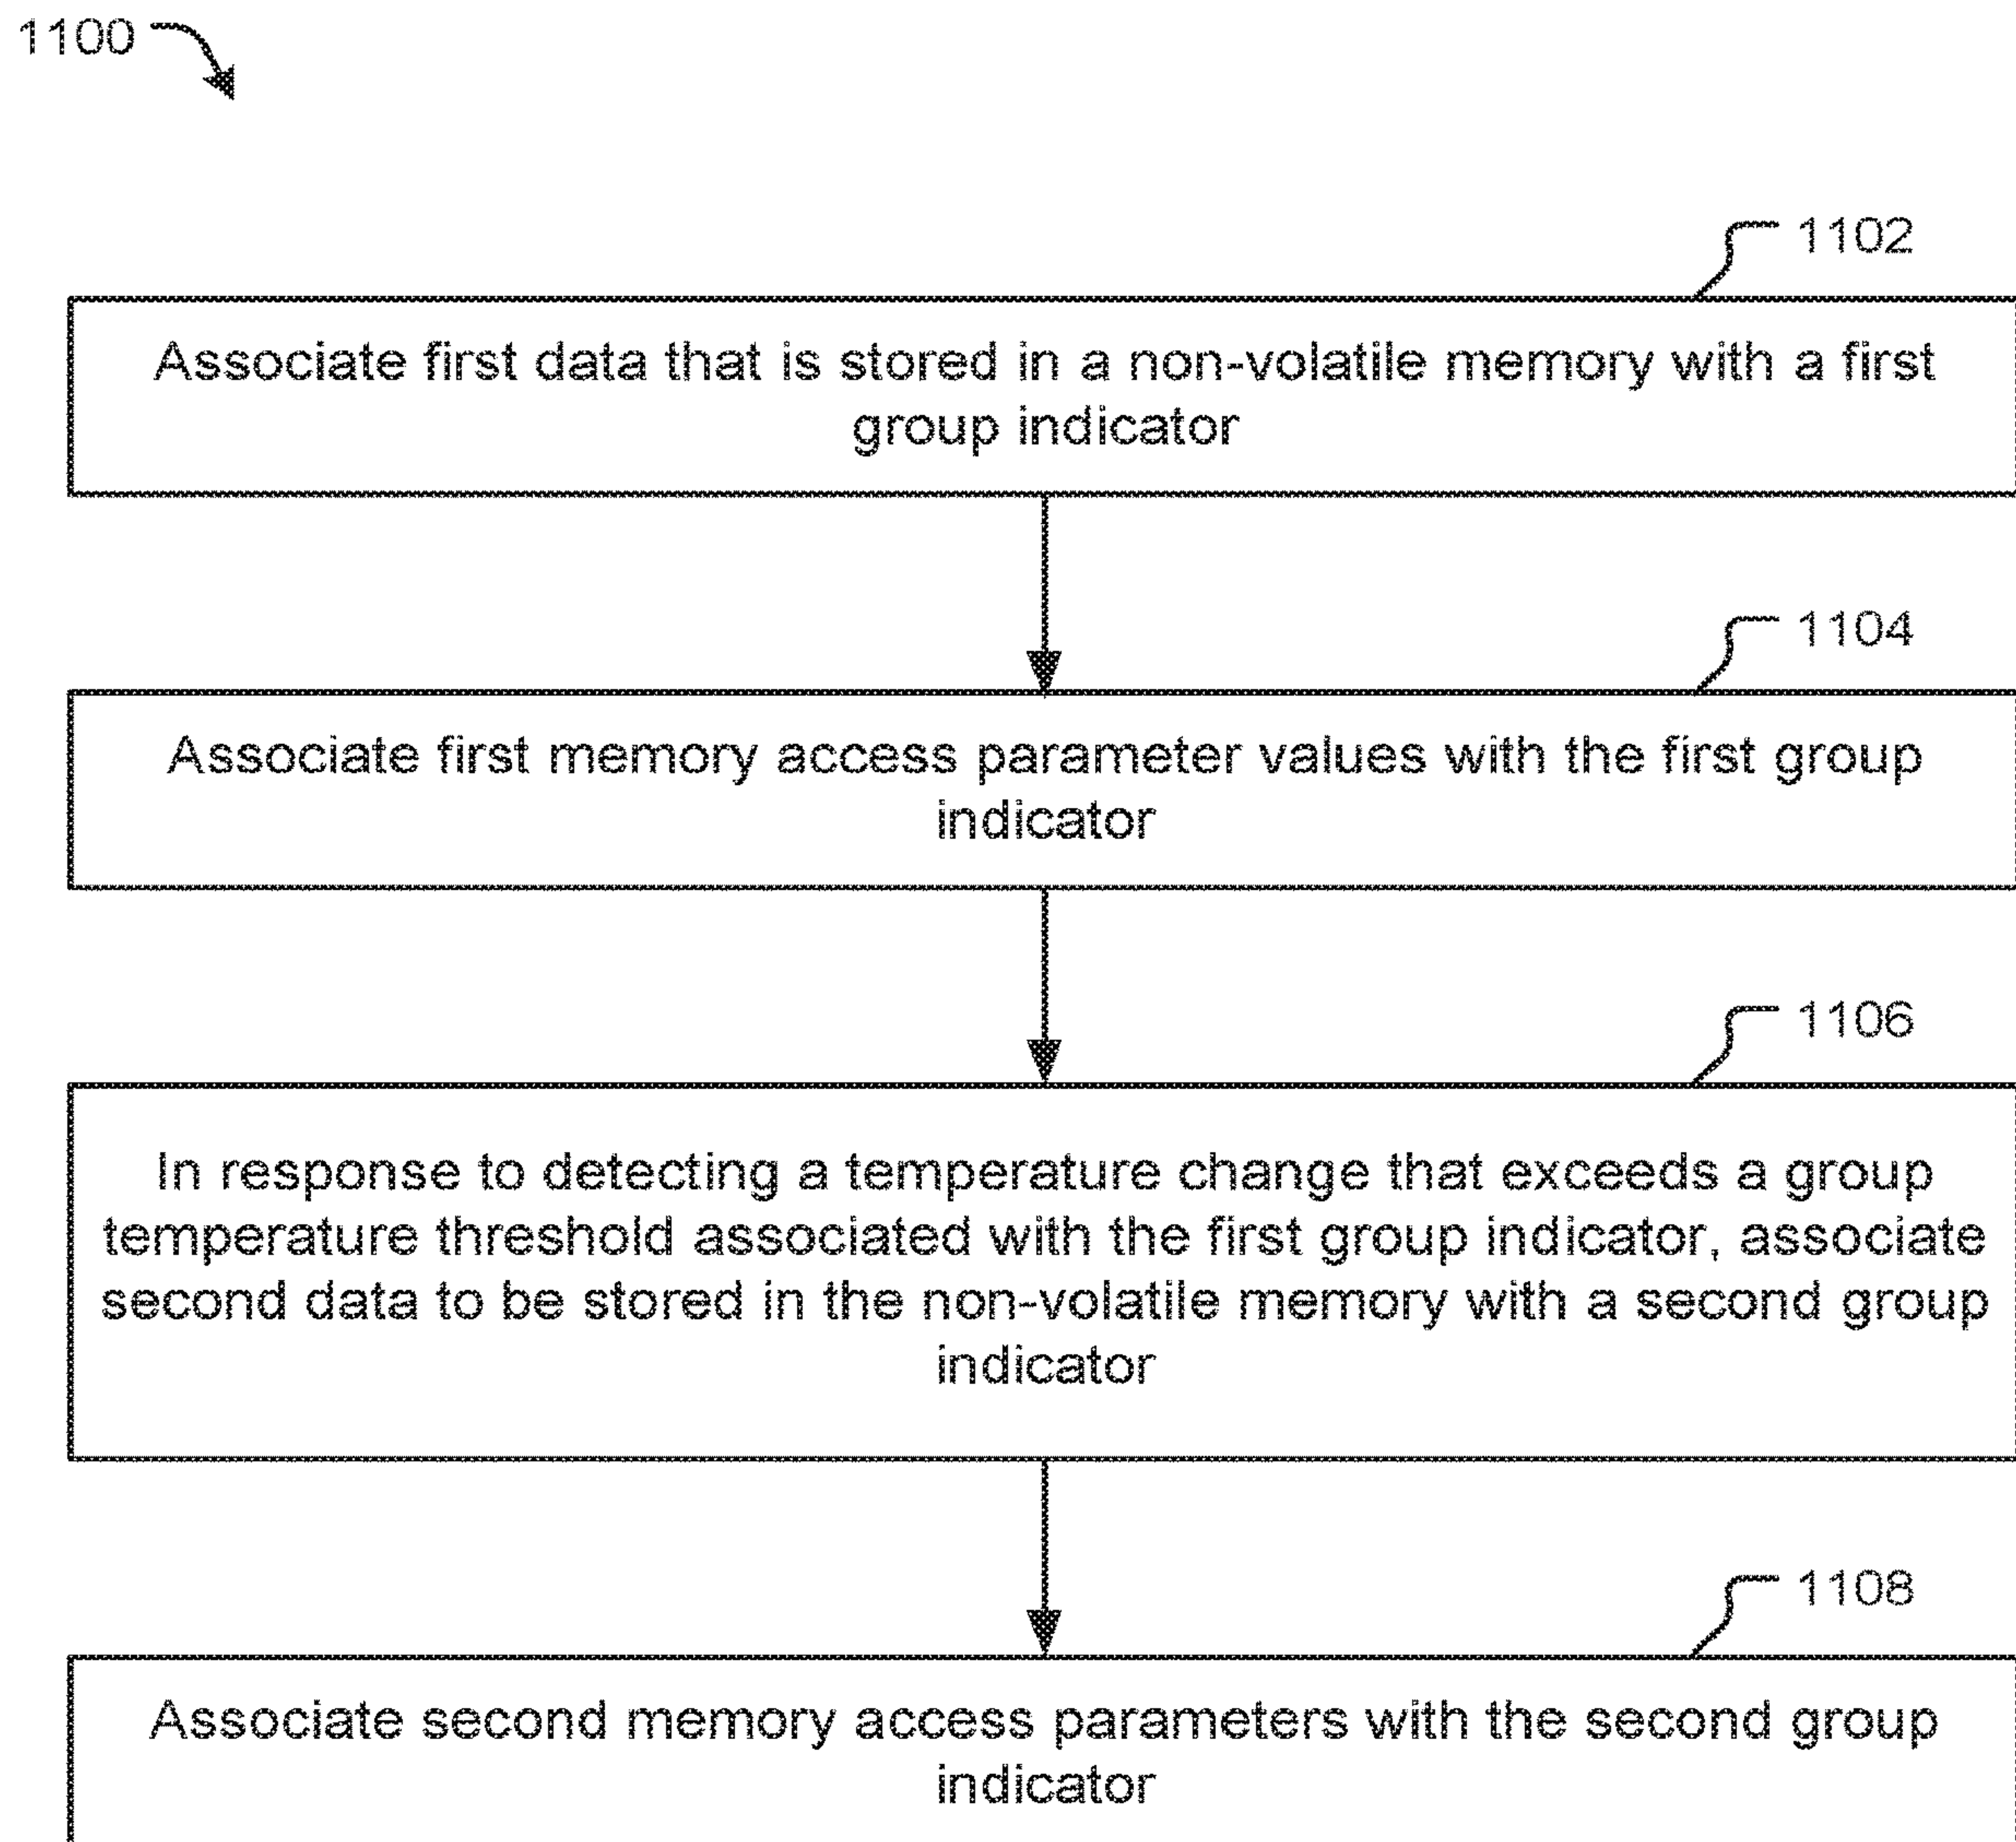 1100
1102
Associate first data that is stored in a non-volatile memory with a first
group indicator
1104
Associate first memory access parameter values with the first group
indicator
1106
In response to detecting a temperature change that exceeds a group
temperature threshold associated with the first group indicator, associate
second data to be stored in the non-volatile memory with a second group
indicator
1108
Associate second memory access parameters with the second group
indicator